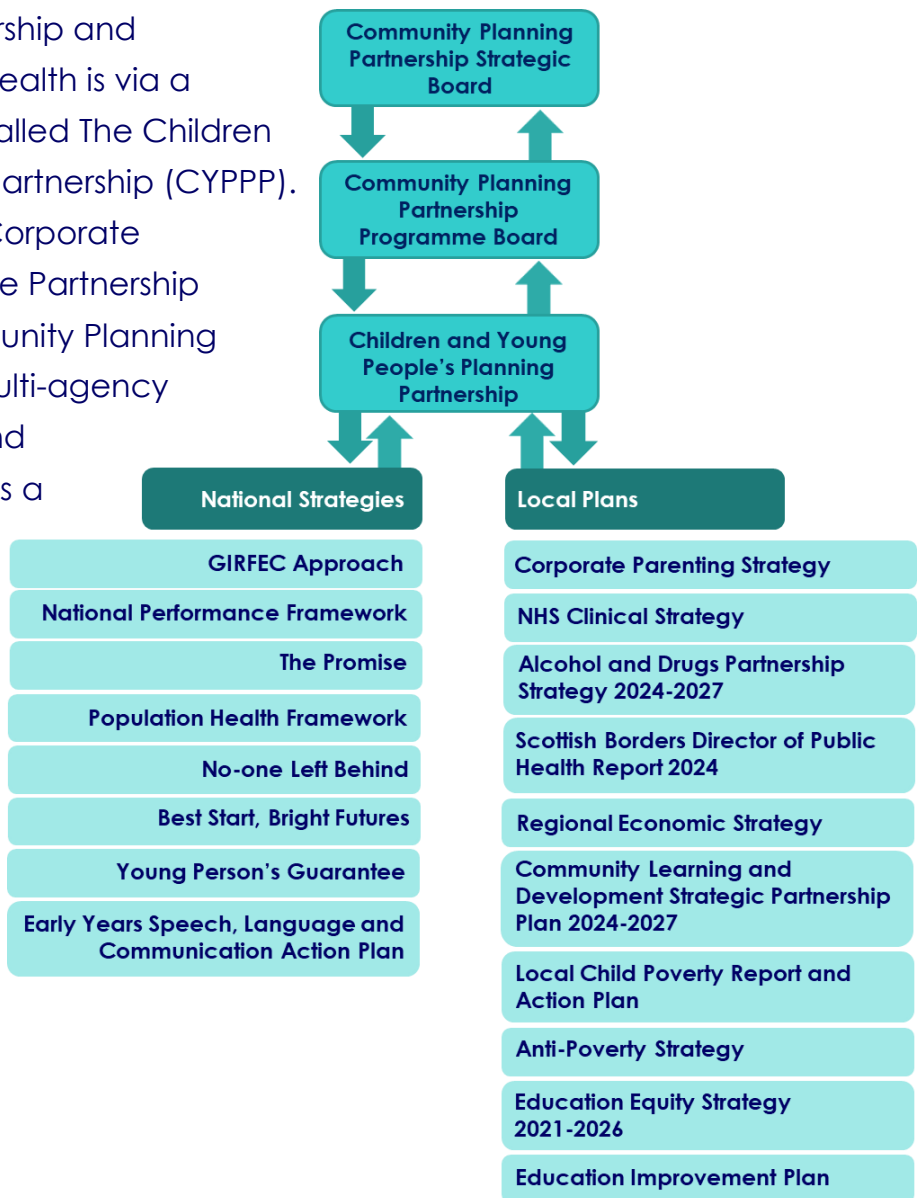 rship and
ealth is via a
alled The Children
artnership (CYPPP).
Corporate
e Partnership
unity Planning
ulti-agency
nd
s a
Community Planning
Partnership Strategic
Board
Community Planning
Partnership
Programme Board
Children and Young
People’s Planning
Partnership
National Strategies
GIRFEC Approach
National Performance Framework
The Promise
Population Health Framework
No-one Left Behind
Best Start, Bright Futures
Young Person’s Guarantee
Early Years Speech, Language and
Communication Action Plan
Local Plans
Corporate Parenting Strategy
NHS Clinical Strategy
Alcohol and Drugs Partnership
Strategy 2024-2027
Scottish Borders Director of Public
Health Report 2024
Regional Economic Strategy
Community Learning and
Development Strategic Partnership
Plan 2024-2027
Local Child Poverty Report and
Action Plan
Anti-Poverty Strategy
Education Equity Strategy
2021-2026
Education Improvement Plan